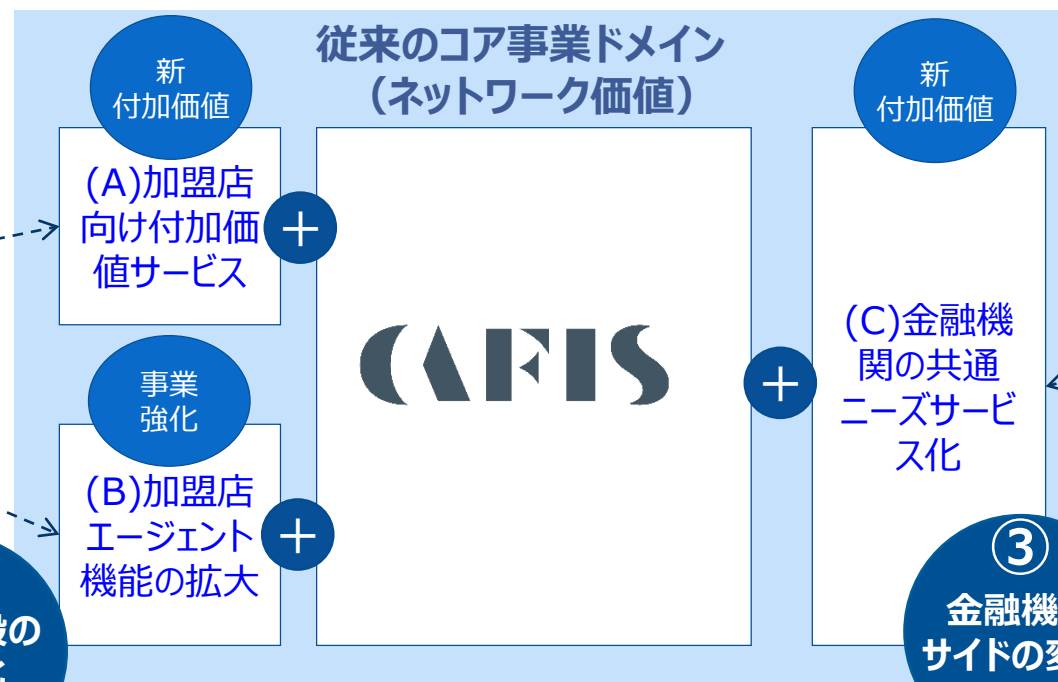 従来のコア事業ドメイン
（ネットワーク価値）
新
付加価値
(A)加盟店
向け付加価
値サービス
＋
事業
強化
(B)加盟店
エージェント
機能の拡大
＋
CAFIS
＋
新
付加価値
(C)金融機
関の共通
ニーズサービ
ス化
③
金融機
サイドの変
の